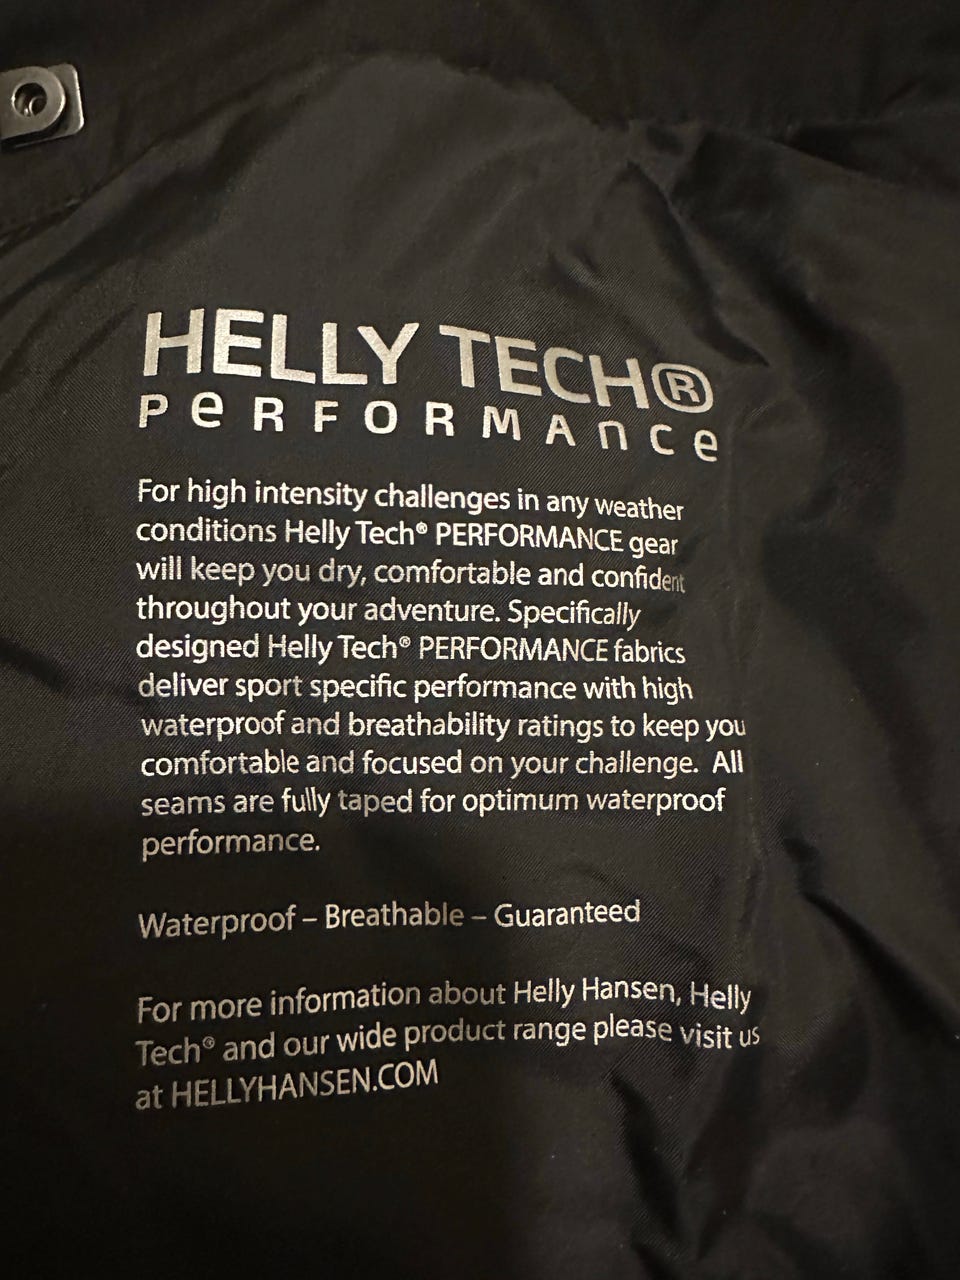 HELLY TECH®
PeRFORMAnce
For high intensity challenges in any weather
conditions Helly Tech® PERFORMANCE gear
will keep you dry, comfortable and confident
throughout your adventure. Specifically
designed Helly Tech® PERFORMANCE fabrics
deliver sport specific performance with high
waterproof and breathability ratings to keep you
comfortable and focused on your challenge. All
seams are fully taped for optimum waterproof
performance.
Waterproof – Breathable – Guaranteed
For more information about Helly Hansen, Helly
Tech® and our wide product range please visit us
at HELLYHANSEN.COM